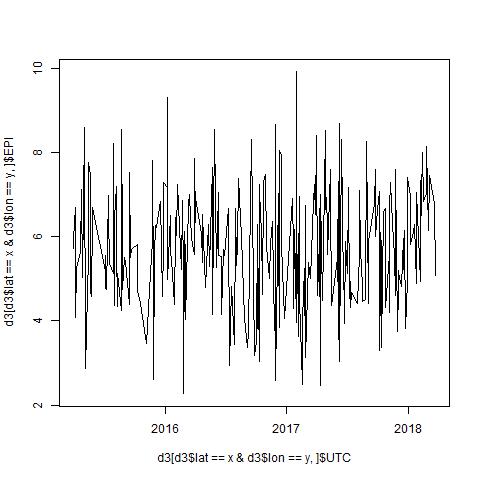 10
8
6
4
2
d3[d3$lat == x & d3$lon == y, ]$EPI
2016 2017 2018
d3[d3$lat == x & d3$lon == y, ]$UTC